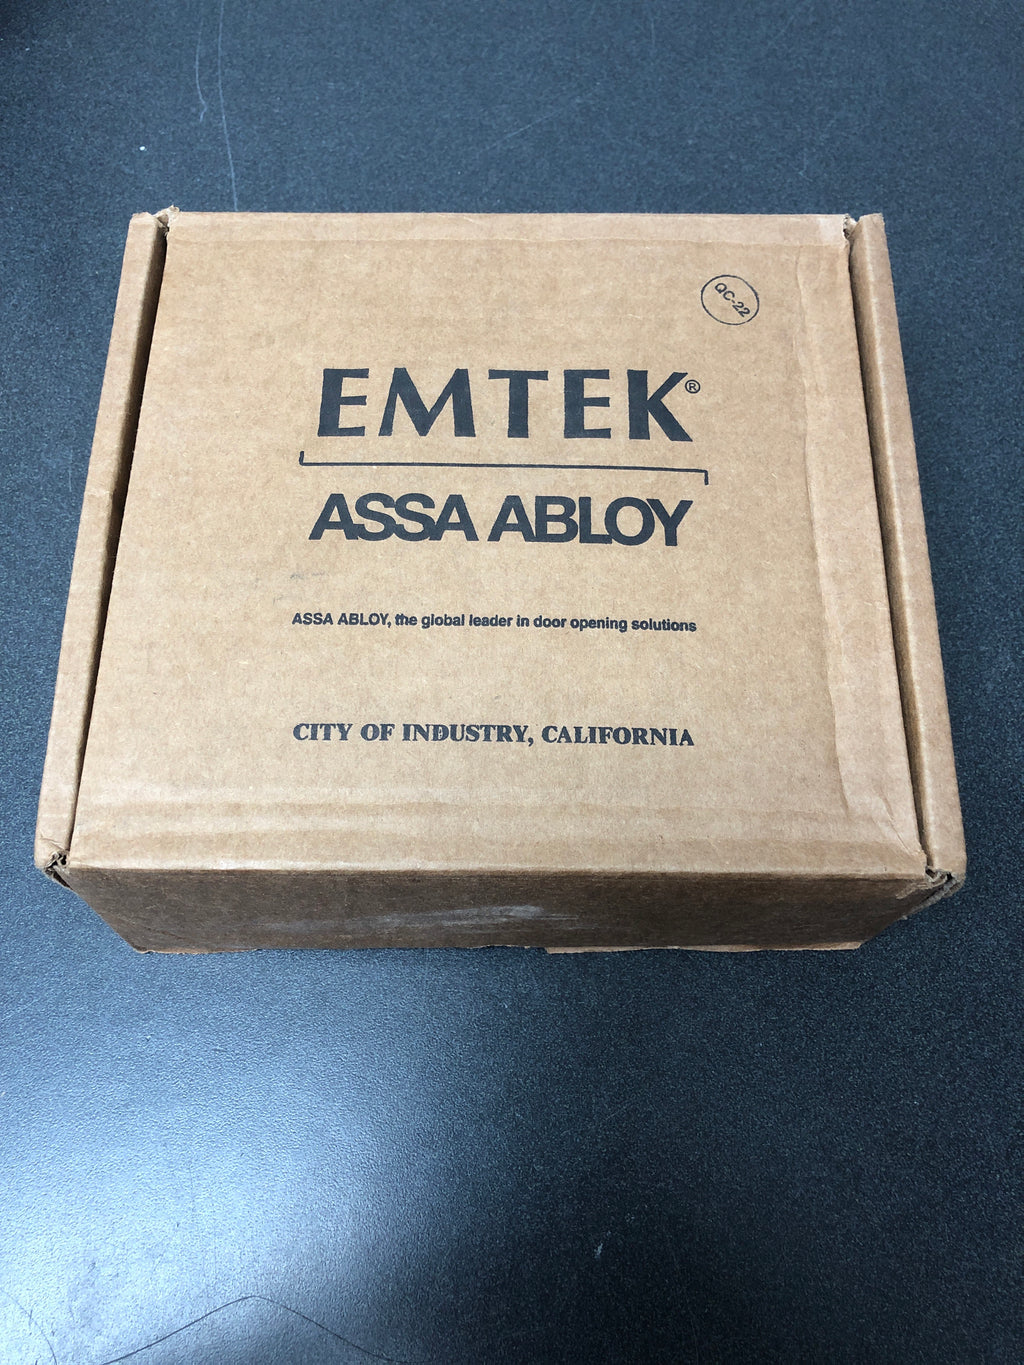 QC-22
EMTEK®
ASSA ABLOY
ASSA ABLOY, the global leader in door opening solutions
CITY OF INDUSTRY, CALIFORNIA